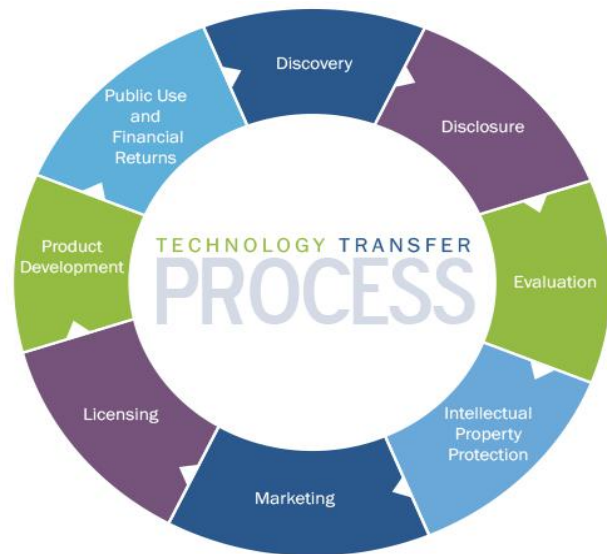 Discovery
Disclosure
Evaluation
Intellectual
Property
Protection
Marketing
Licensing
Product
Development
Public Use
and
Financial
Returns
TECHNOLOGY TRANSFER
PROCESS